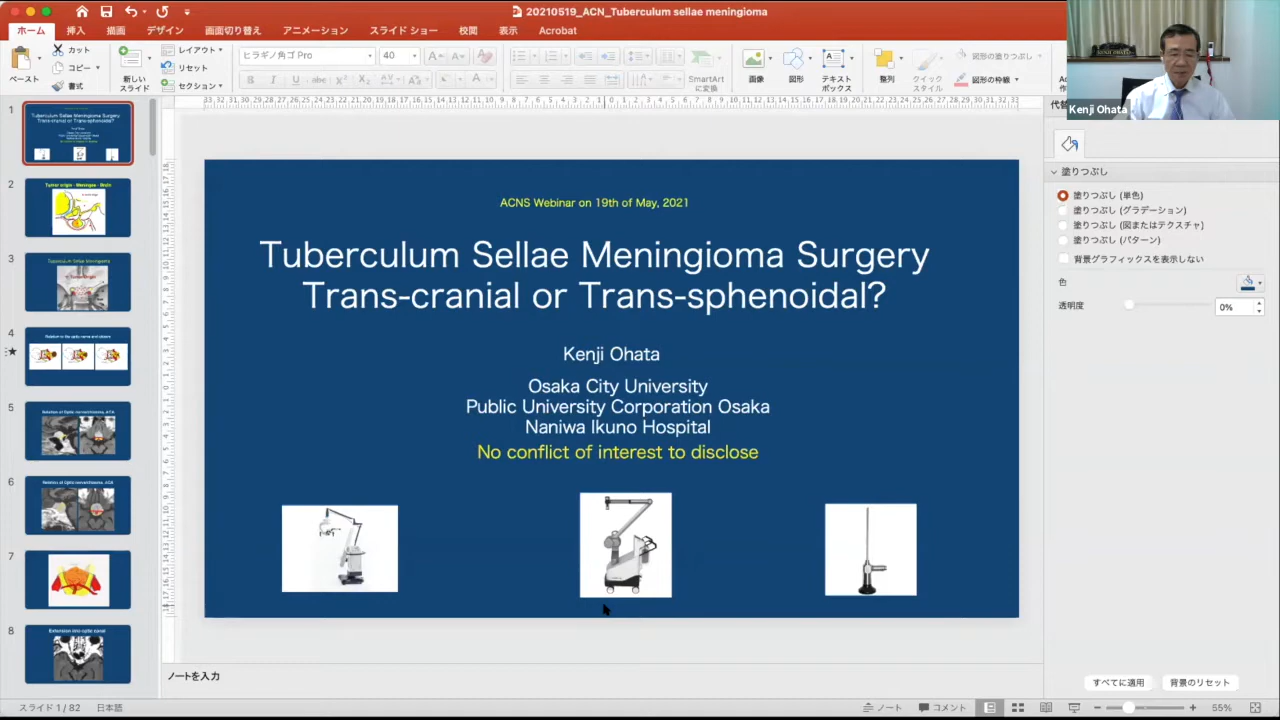 20210519_ACN_Tuberculum sellae meningioma
ホーム 挿入 描画 デザイン 画面切り替え アニメーション スライド ショー 校閲 表示 Acrobat
ペースト
カット
コピー
書式
新しい
スライド
レイアウト
リセット
セクション
ヒラギノ角ゴ Pro
40
SmartArt
に変換
画像
図形
テキスト
ボックス
整列
クイック
スタイル
図形の塗りつぶし
図形の枠線
Kenji Ohata
1
Tuberculum Sellae Meningioma Surgery
Trans-cranial or Trans-sphenoidal?
2
Tumor origin - Meninges - Brain
3
Tuberculum Sellae Meningioma
4
Relation to the optic nerve and chiasm
5
6
7
8
Extension into optic canal
ACNS Webinar on 19th of May, 2021
Tuberculum Sellae Meningioma Surgery
Trans-cranial or Trans-sphenoidal?
Kenji Ohata
Osaka City University
Public University Corporation Osaka
Naniwa Ikuno Hospital
No conflict of interest to disclose
塗りつぶし
塗りつぶし (単色)
塗りつぶし (グラデーション)
塗りつぶし (図またはテクスチャ)
塗りつぶし (パターン)
背景グラフィックスを表示しない
色
透明度
0%
すべてに適用
背景のリセット
ノートを入力
スライド 1 / 82 日本語
ノート コメント 55%